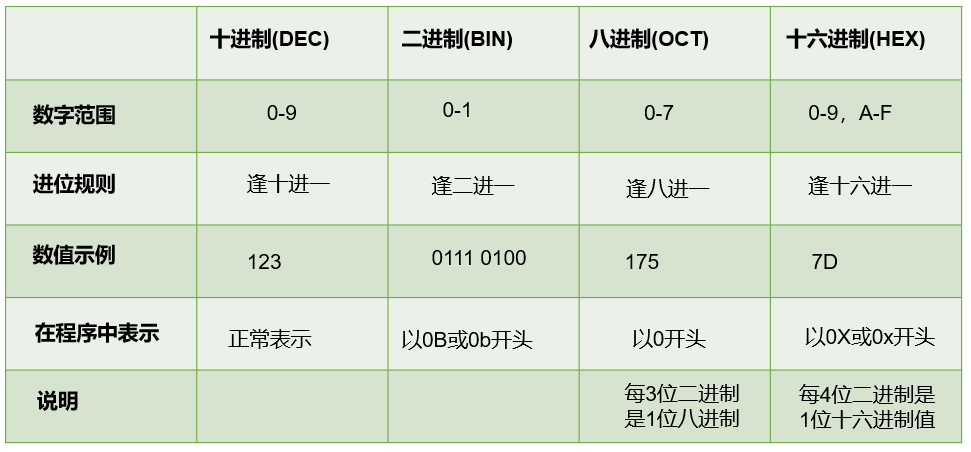 十进制(DEC) 二进制(BIN) 八进制(OCT) 十六进制(HEX)
数字范围 0-9 0-1 0-7 0-9，A-F
进位规则 逢十进一 逢二进一 逢八进一 逢十六进一
数值示例 123 0111 0100 175 7D
在程序中表示 正常表示 以0B或0b开头 以0开头 以0X或0x开头
说明 每3位二进制 每4位二进制是
是1位八进制 1位十六进制值